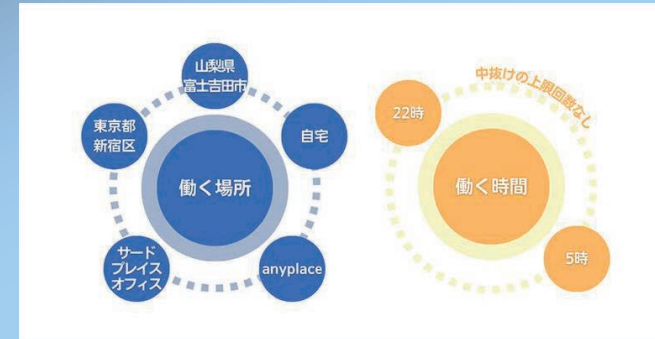 山梨県
富士吉田市
東京都
新宿区
自宅
働く場所
サード
プレイス
オフィス
anyplace
中抜けの上限回数なし
22時
働く時間
5時